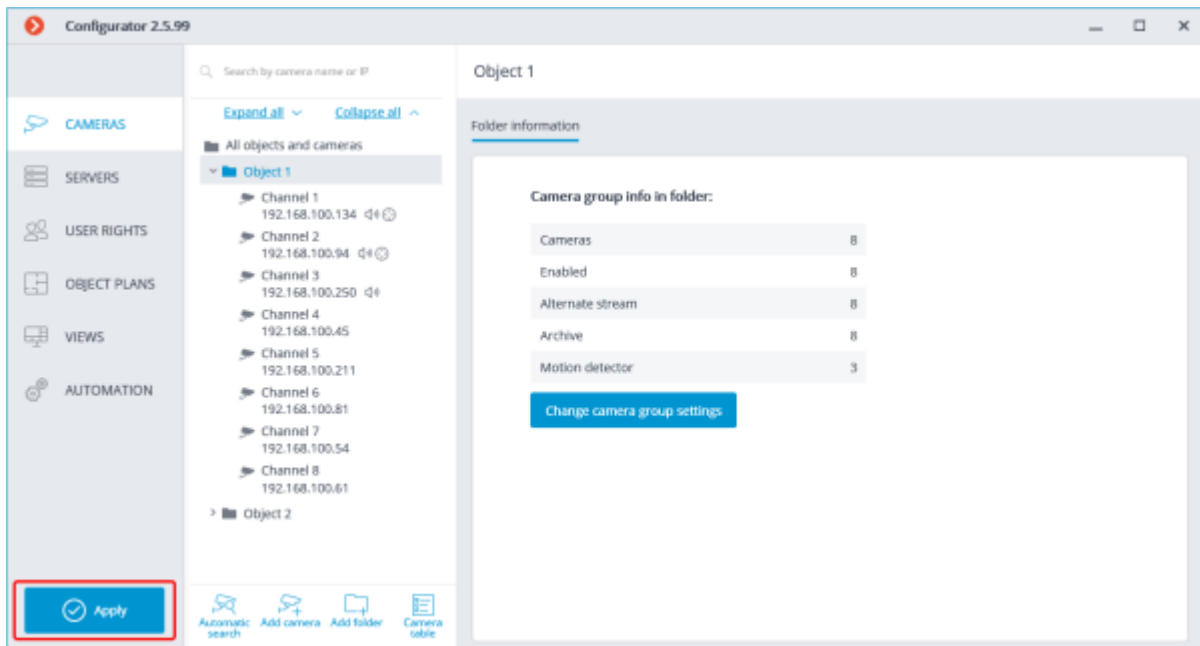 Configurator 2.5.99
Search by camera name or IP
Expand all
Collapse all
CAMERAS
SERVERS
USER RIGHTS
OBJECT PLANS
VIEWS
AUTOMATION
Apply
All objects and cameras
Object 1
Channel 1
192.168.100.134
Channel 2
192.168.100.94
Channel 3
192.168.100.250
Channel 4
192.168.100.45
Channel 5
192.168.100.211
Channel 6
192.168.100.81
Channel 7
192.168.100.54
Channel 8
192.168.100.61
Object 2
Automatic
search
Add camera
Add folder
Camera
table
Object 1
Folder information
Camera group info in folder:
Cameras 8
Enabled 8
Alternate stream 8
Archive 8
Motion detector 3
Change camera group settings